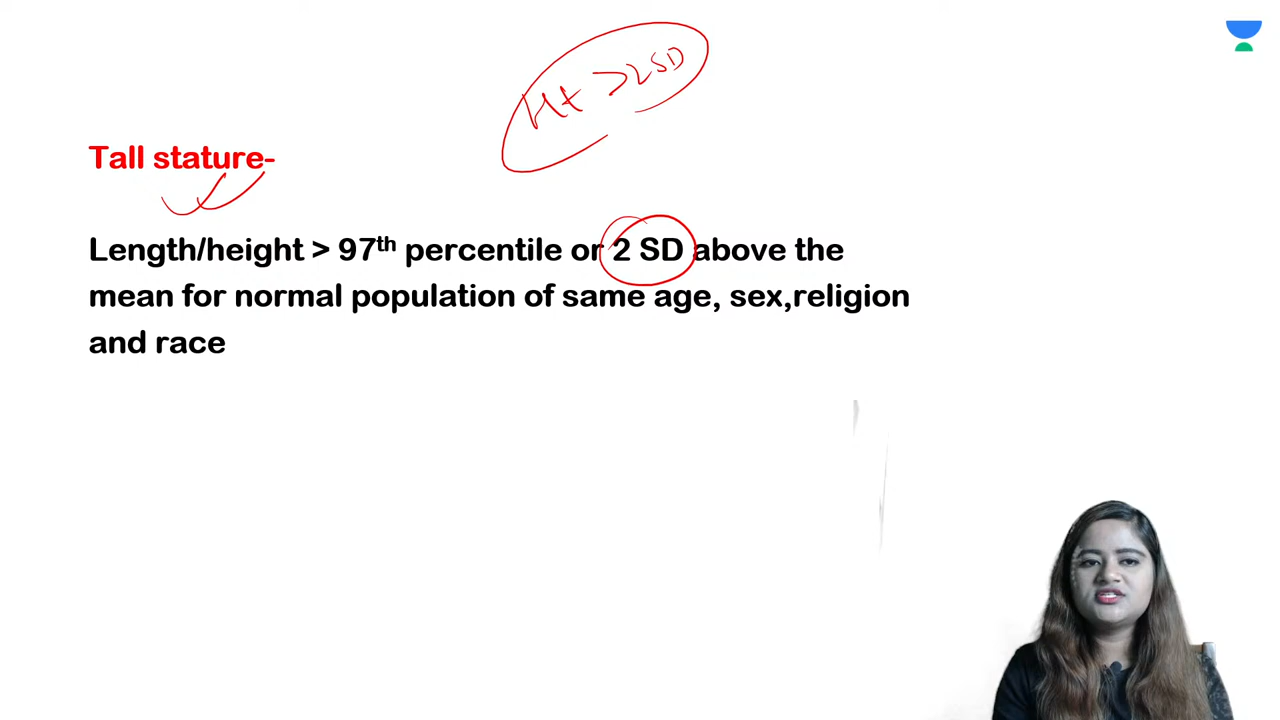 Ht >2SD
Tall stature-
Length/height > 97th percentile or 2 SD above the
mean for normal population of same age, sex,religion
and race